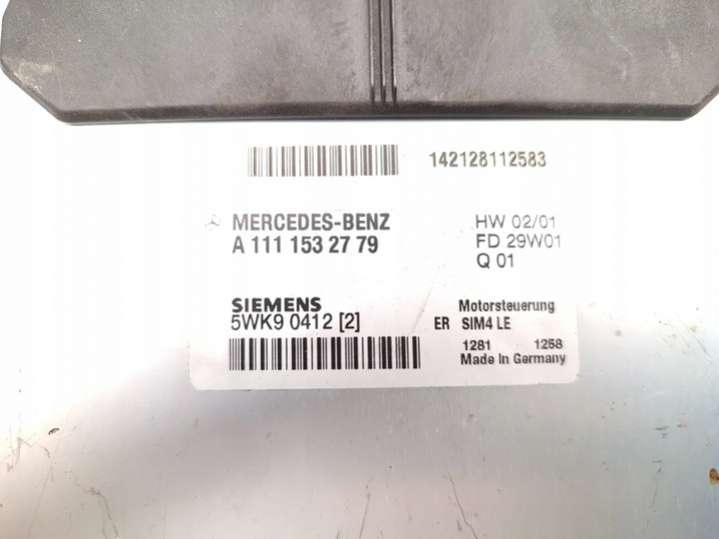 142128112583
MERCEDES-BENZ
A 111 153 27 79
HW 02/01
FD 29W01
Q 01
SIEMENS
5WK9 0412 [2]
Motorsteuerung
ER SIM4 LE
1281 1258
Made In Germany